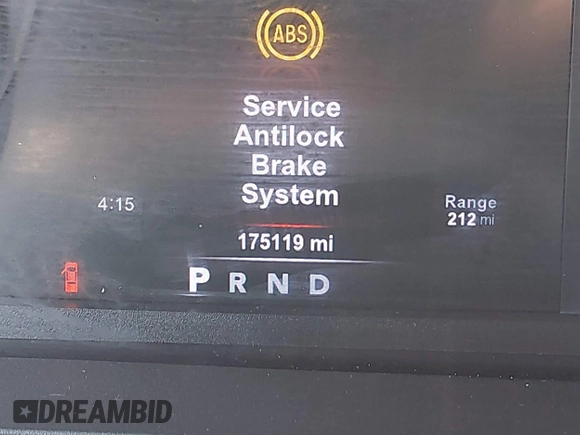 ABS
Service
Antilock
Brake
System
4:15
Range
212 mi
175119 mi
P R N D
DREAMBID